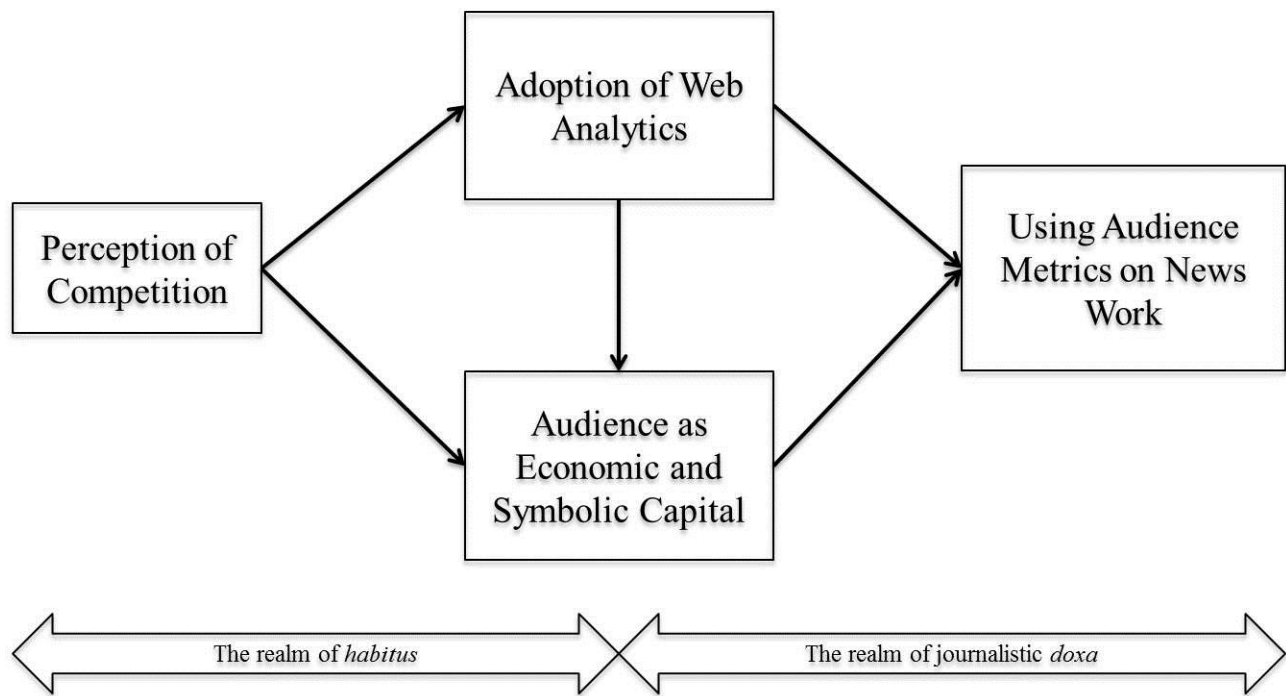 Adoption of Web
Analytics
Perception of
Competition
Using Audience
Metrics on News
Work
Audience as
Economic and
Symbolic Capital
The realm of habitus
The realm of journalistic doxa